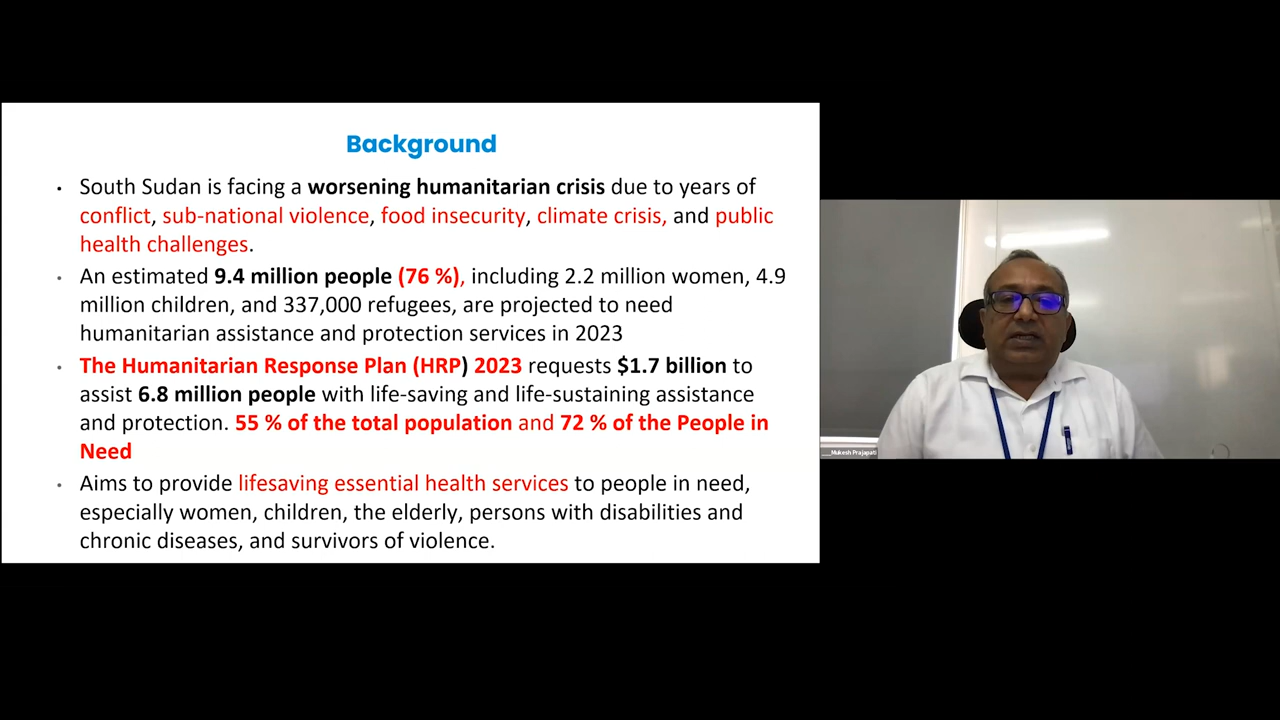 Background
• South Sudan is facing a worsening humanitarian crisis due to years of
conflict, sub-national violence, food insecurity, climate crisis, and public
health challenges.
• An estimated 9.4 million people (76 %), including 2.2 million women, 4.9
million children, and 337,000 refugees, are projected to need
humanitarian assistance and protection services in 2023
• The Humanitarian Response Plan (HRP) 2023 requests $1.7 billion to
assist 6.8 million people with life-saving and life-sustaining assistance
and protection. 55 % of the total population and 72 % of the People in
Need
• Aims to provide lifesaving essential health services to people in need,
especially women, children, the elderly, persons with disabilities and
chronic diseases, and survivors of violence.
___Mukesh Prajapati